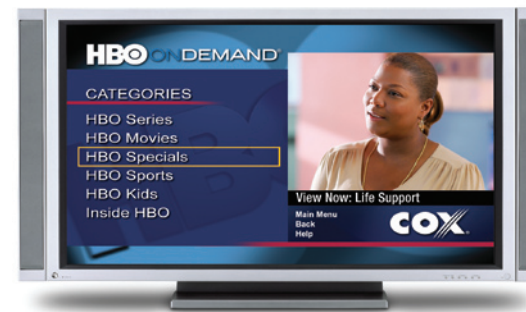 HBO ON DEMAND
CATEGORIES
HBO Series
HBO Movies
HBO Specials
HBO Sports
HBO Kids
Inside HBO
View Now: Life Support
Main Menu
Back
Help
COX